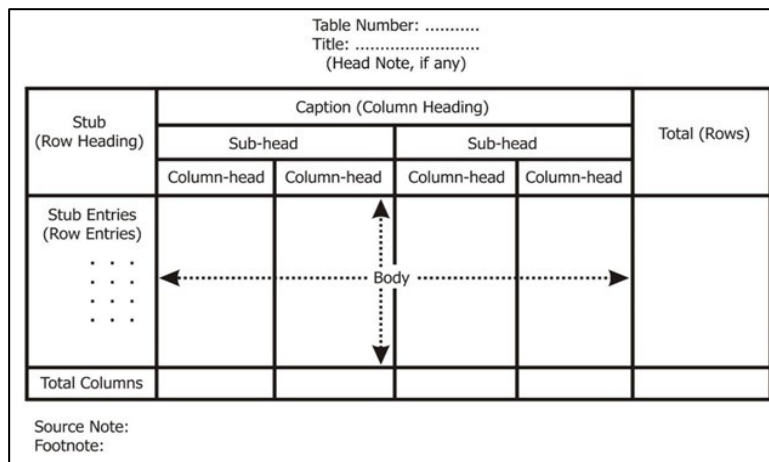 Table Number: ...........
Title: .........................
(Head Note, if any)
Stub
(Row Heading)
Caption (Column Heading)
Total (Rows)
Sub-head
Sub-head
Column-head
Column-head
Column-head
Column-head
Stub Entries
(Row Entries)
Body
Total Columns
Source Note:
Footnote: